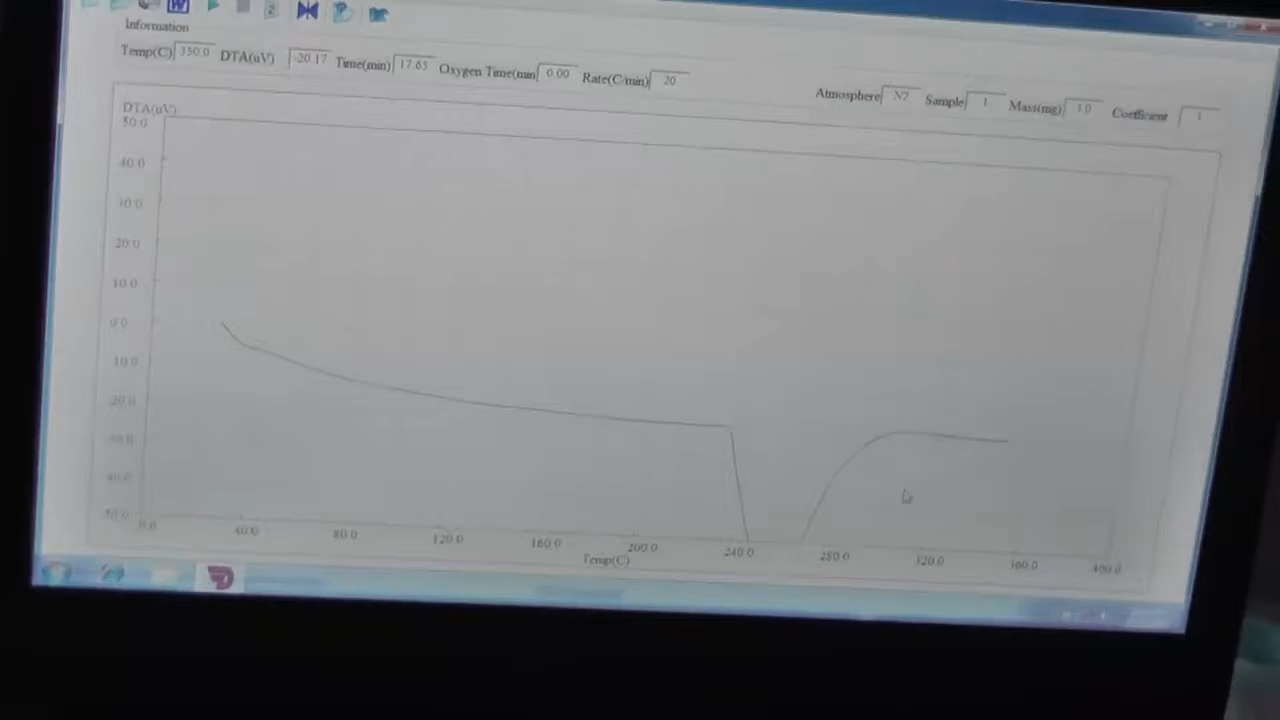 Information
Temp(C) 350.0 DTA(uV) -20.17 Time(min) 17.65 Oxygen Time(min) 0.00 Rate(C/min) 20
Atmosphere N2 Sample 1 Mass(mg) Coefficient 1
DTA(uV)
50.0
40.0
30.0
20.0
10.0
0.0
10.0
20.0
0.0 40.0 80.0 120.0 160.0 200.0 240.0 280.0 320.0 360.0 400.0
Temp(C)